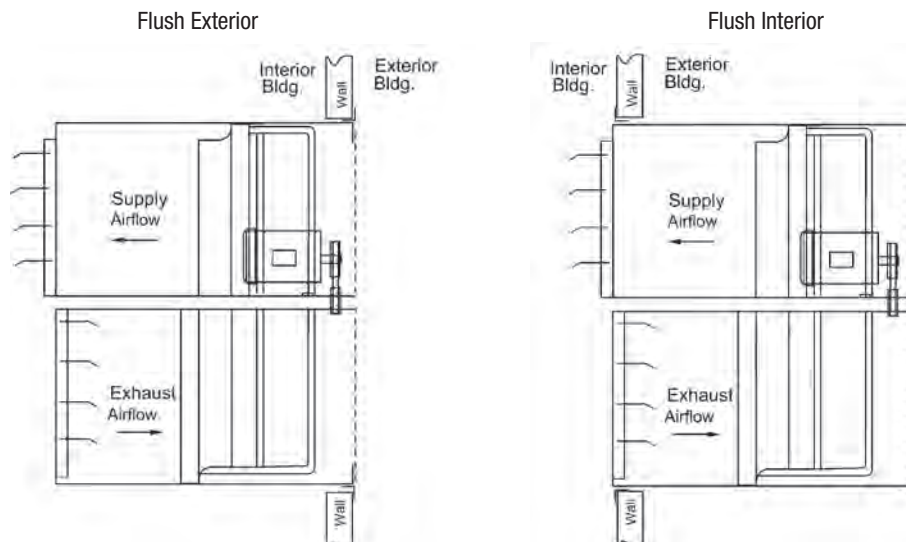 Flush Exterior
Interior
Bldg.
Wall
Exterior
Bldg.
Supply
Airflow
Exhaust
Airflow
Wall
Flush Interior
Interior
Bldg.
Wall
Exterior
Bldg.
Supply
Airflow
Exhaust
Airflow
Wall